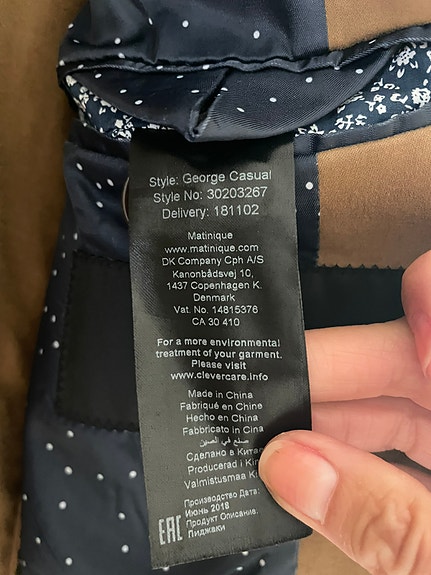 Style: George Casual
Style No: 30203267
Delivery: 181102
Matinique
www.matinique.com
DK Company Cph A/S
Kanonbådsvej 10,
1437 Copenhagen K.
Denmark
Vat. No. 14815376
CA 30 410
For a more environmental
treatment of your garment.
Please visit
www.clevercare.info
Made in China
Fabriqué en Chine
Hecho en China
Fabbricato in Cina
صنع في الصين
Сделано в Китае
Producerad i Ki
Valmistusmaa K
Производство Дата:
Июнь 2018
Продукт Описание:
Пиджаки
EAC